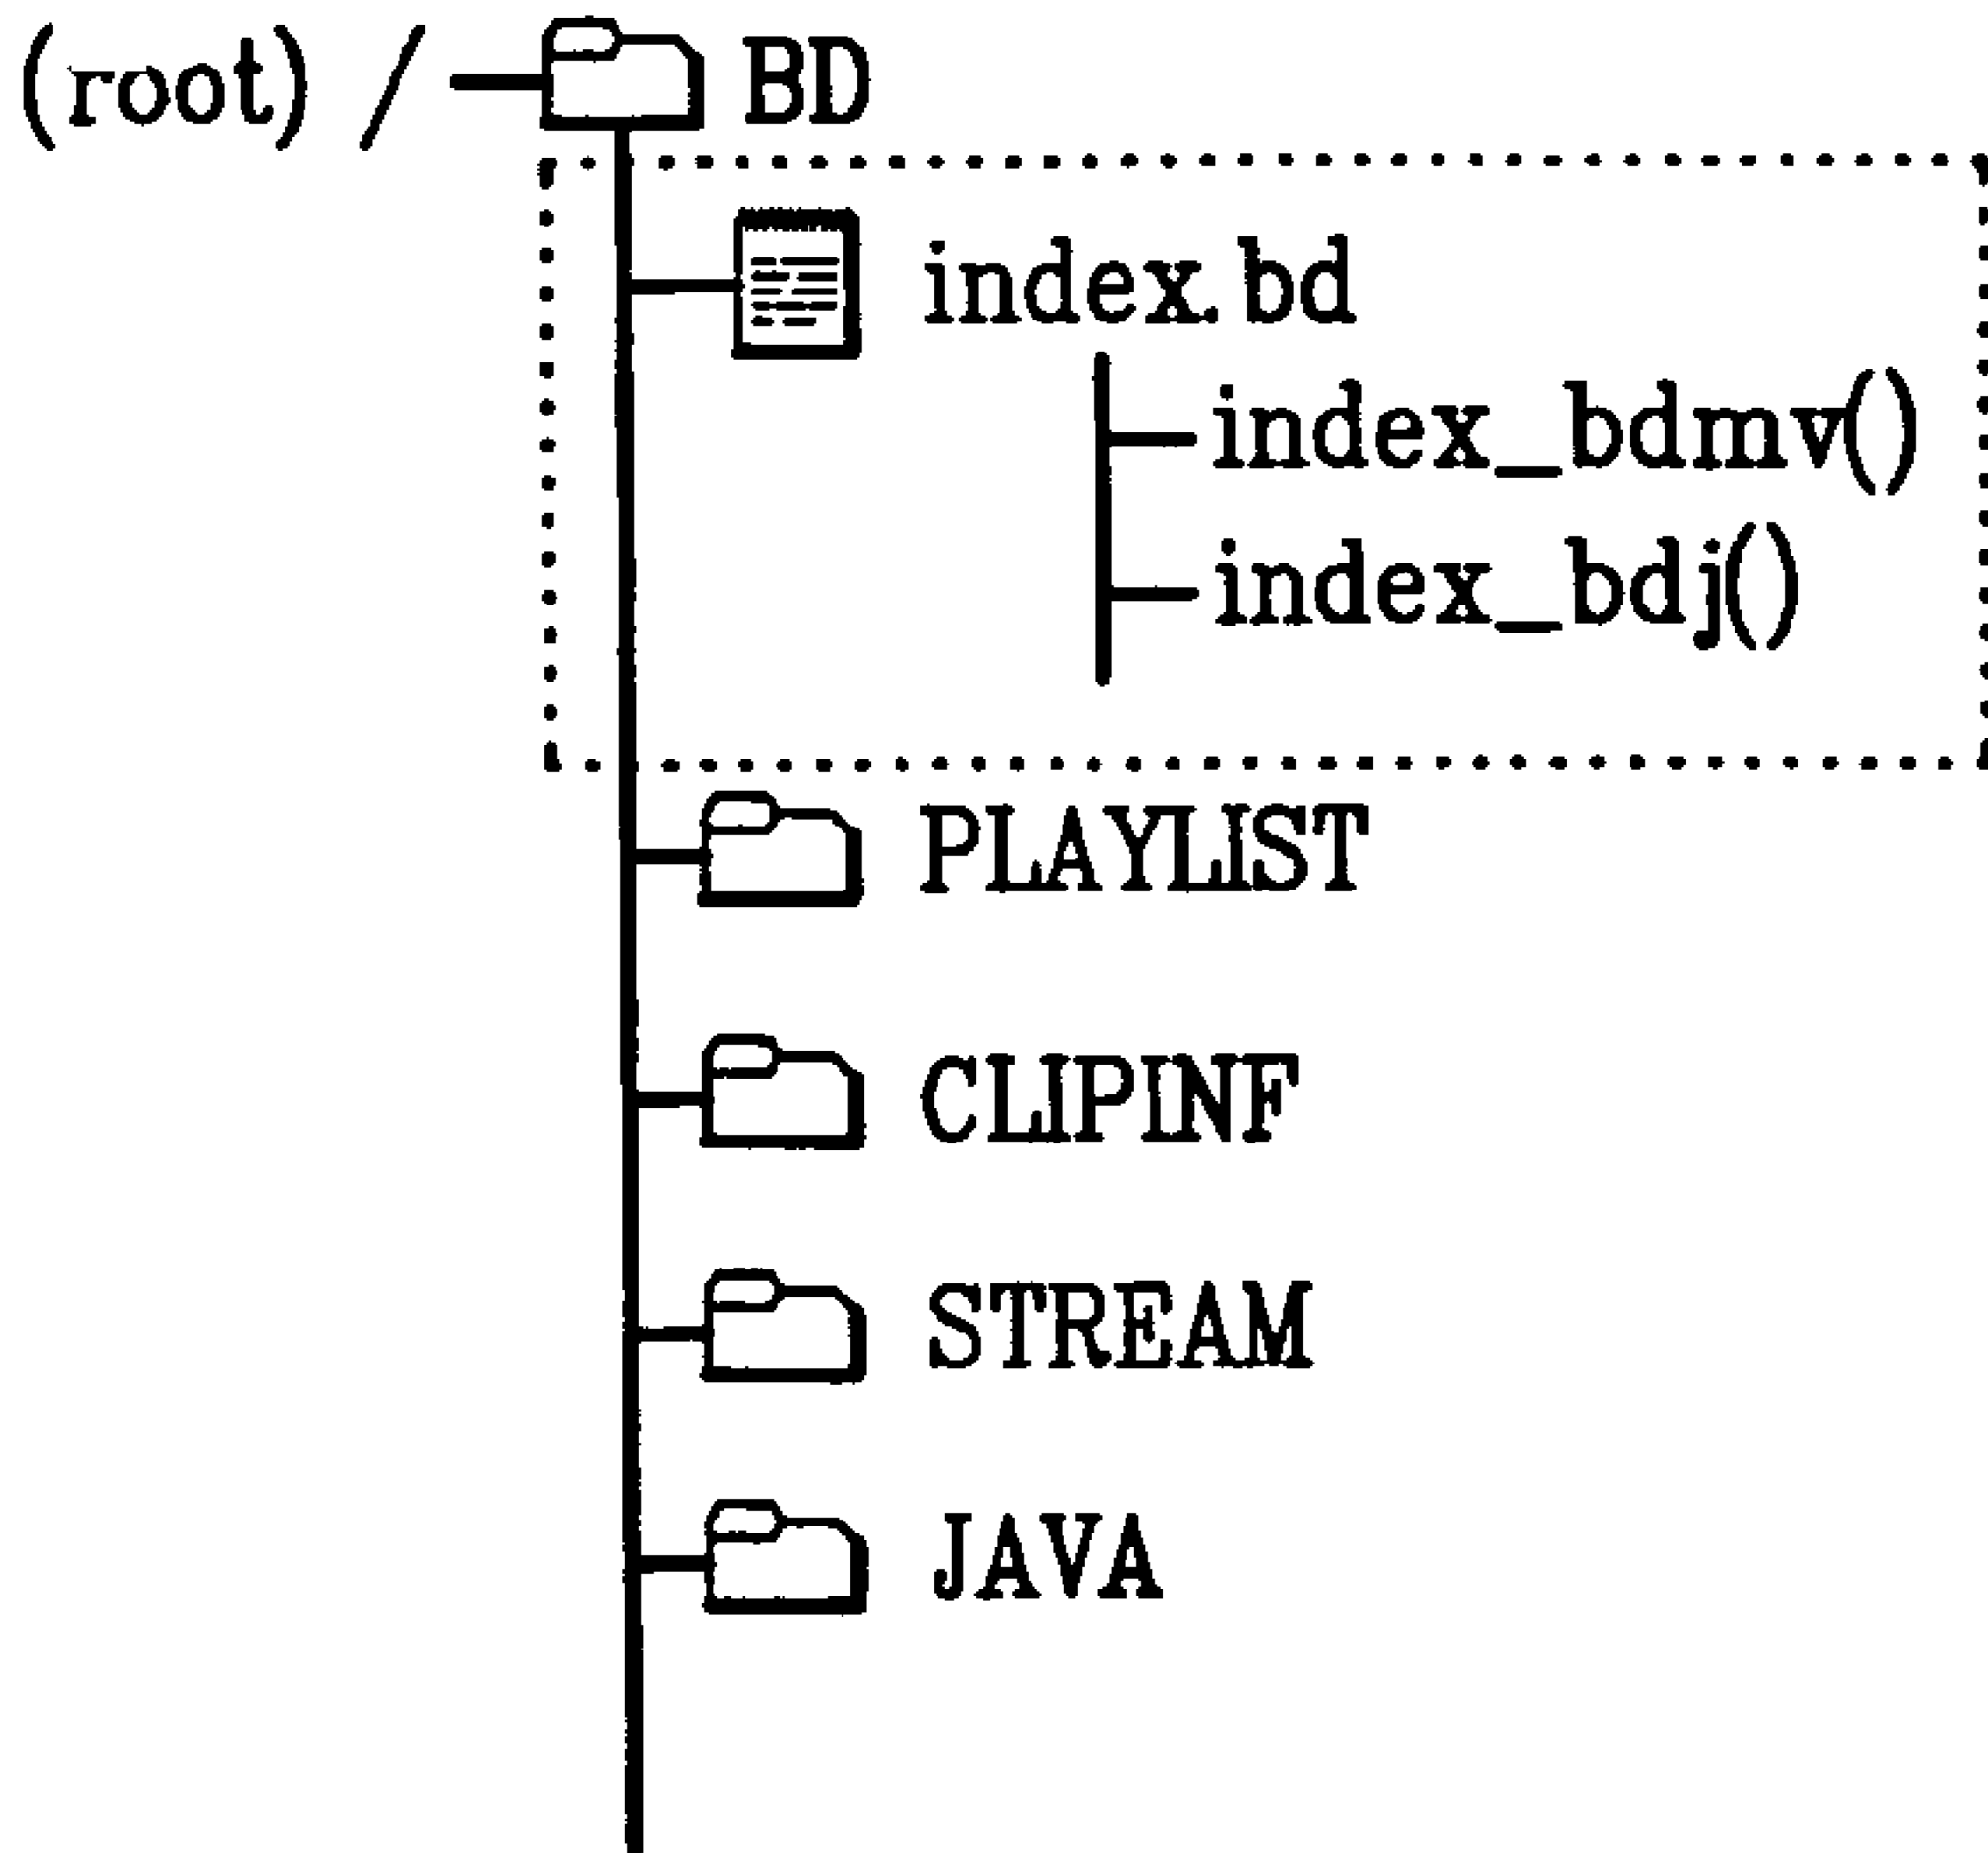 (root) / BD
index.bd
index_bdmv()
index_bdj()
PLAYLIST
CLIPINF
STREAM
JAVA